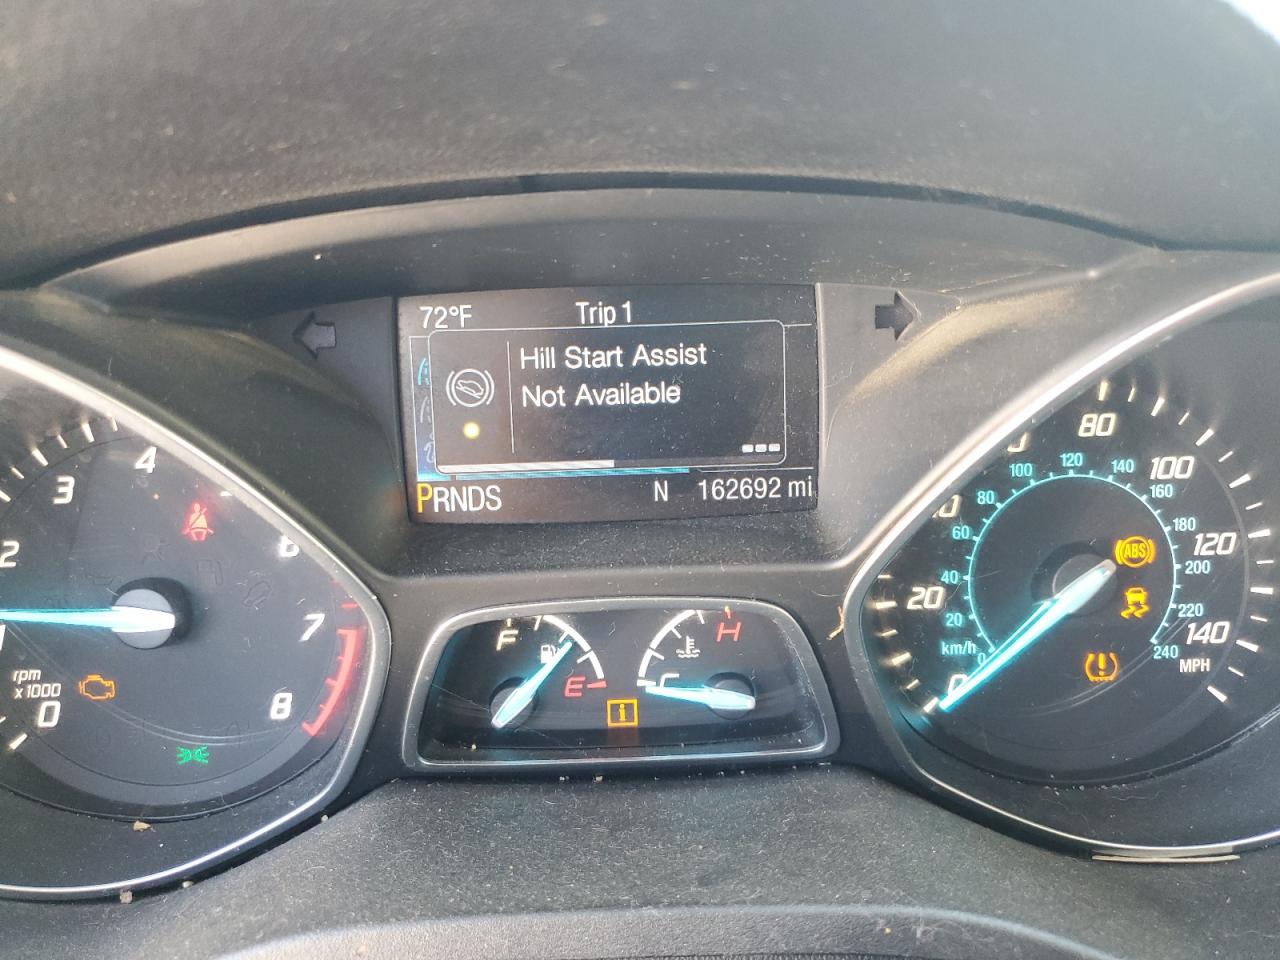 72°F Trip 1
Hill Start Assist
Not Available
PRNDS N 162692 mi
2 3 4 6 7 8
1
rpm
x1000
0
F E
C H
i
0 20 80 100 120 140
MPH
km/h
0 20 40 60 80 100 120 140 160 180 200 220 240
ABS
!